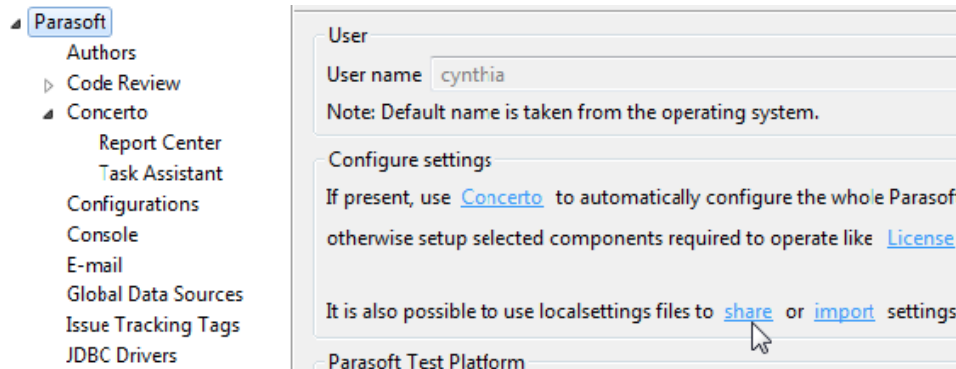 Parasoft
Authors
Code Review
Concerto
Report Center
Task Assistant
Configurations
Console
E-mail
Global Data Sources
Issue Tracking Tags
JDBC Drivers
User
User name cynthia
Note: Default name is taken from the operating system.
Configure settings
If present, use Concerto to automatically configure the whole Parasoft
otherwise setup selected components required to operate like License
It is also possible to use localsettings files to share or import settings
Parasoft Test Platform